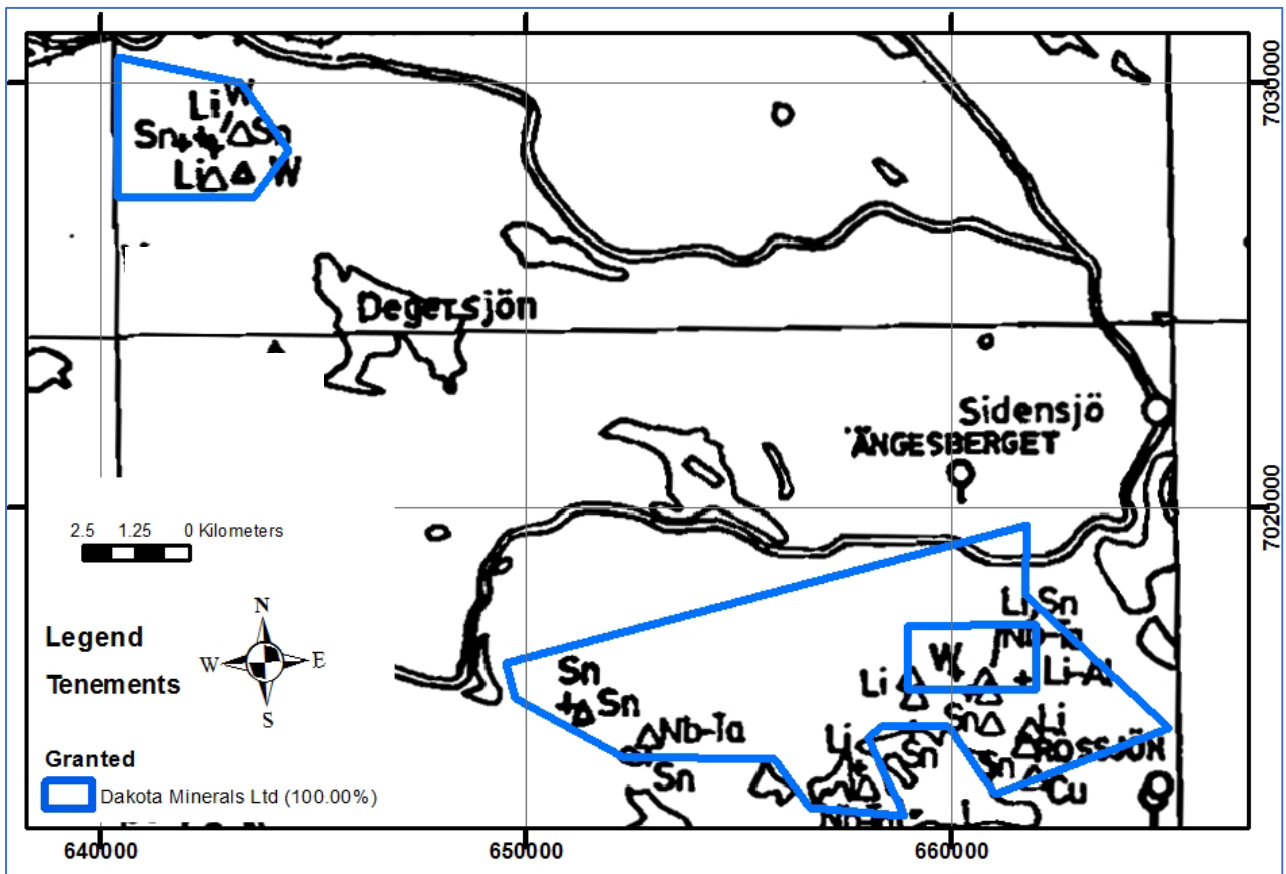 7030000
W
Li
Sn
Sn
Li
W
Degersjön
Sidensjö
ÄNGESBERGET
7020000
2.5 1.25 0 Kilometers
N
W E
S
Legend
Tenements
Granted
Dakota Minerals Ltd (100.00%)
Li,Sn
Nb-Ta
W
Li-Al
Li
Sn
Sn
Nb-Ta
Sn
Li
Sn
Sn
Li
ROSSJÖN
Sn
Cu
640000
650000
660000